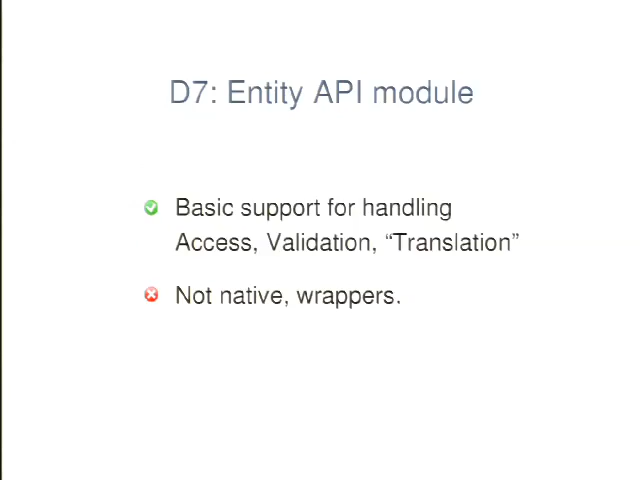 D7: Entity API module
Basic support for handling
Access, Validation, “Translation”
Not native, wrappers.